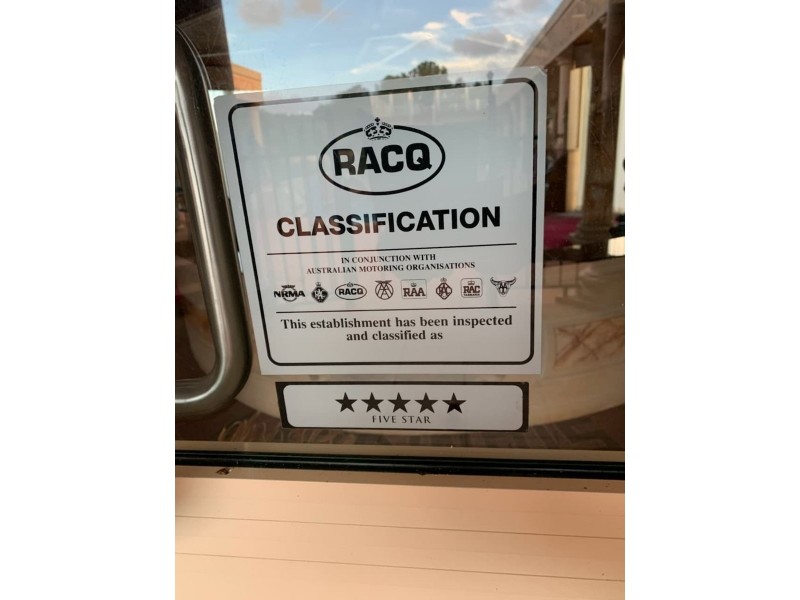 RACQ
CLASSIFICATION
IN CONJUNCTION WITH
AUSTRALIAN MOTORING ORGANISATIONS
NRMA RACQ RAA RAC
This establishment has been inspected
and classified as
FIVE STAR